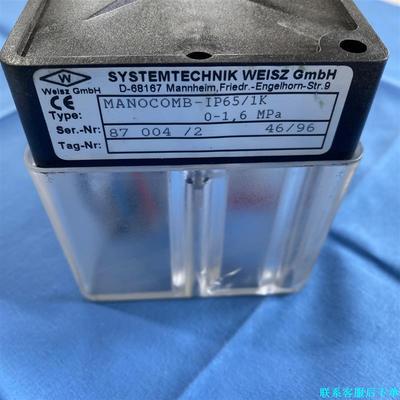 W
Weisz GmbH
SYSTEMTECHNIK WEISZ GmbH
D-68167 Mannheim,Friedr.-Engelhorn-Str.9
CE
Type:
MANOCOMB-IP65/1K
0-1,6 MPa
Ser.-Nr:
87 004 /2
46/96
Tag-Nr:
联系客服后下单